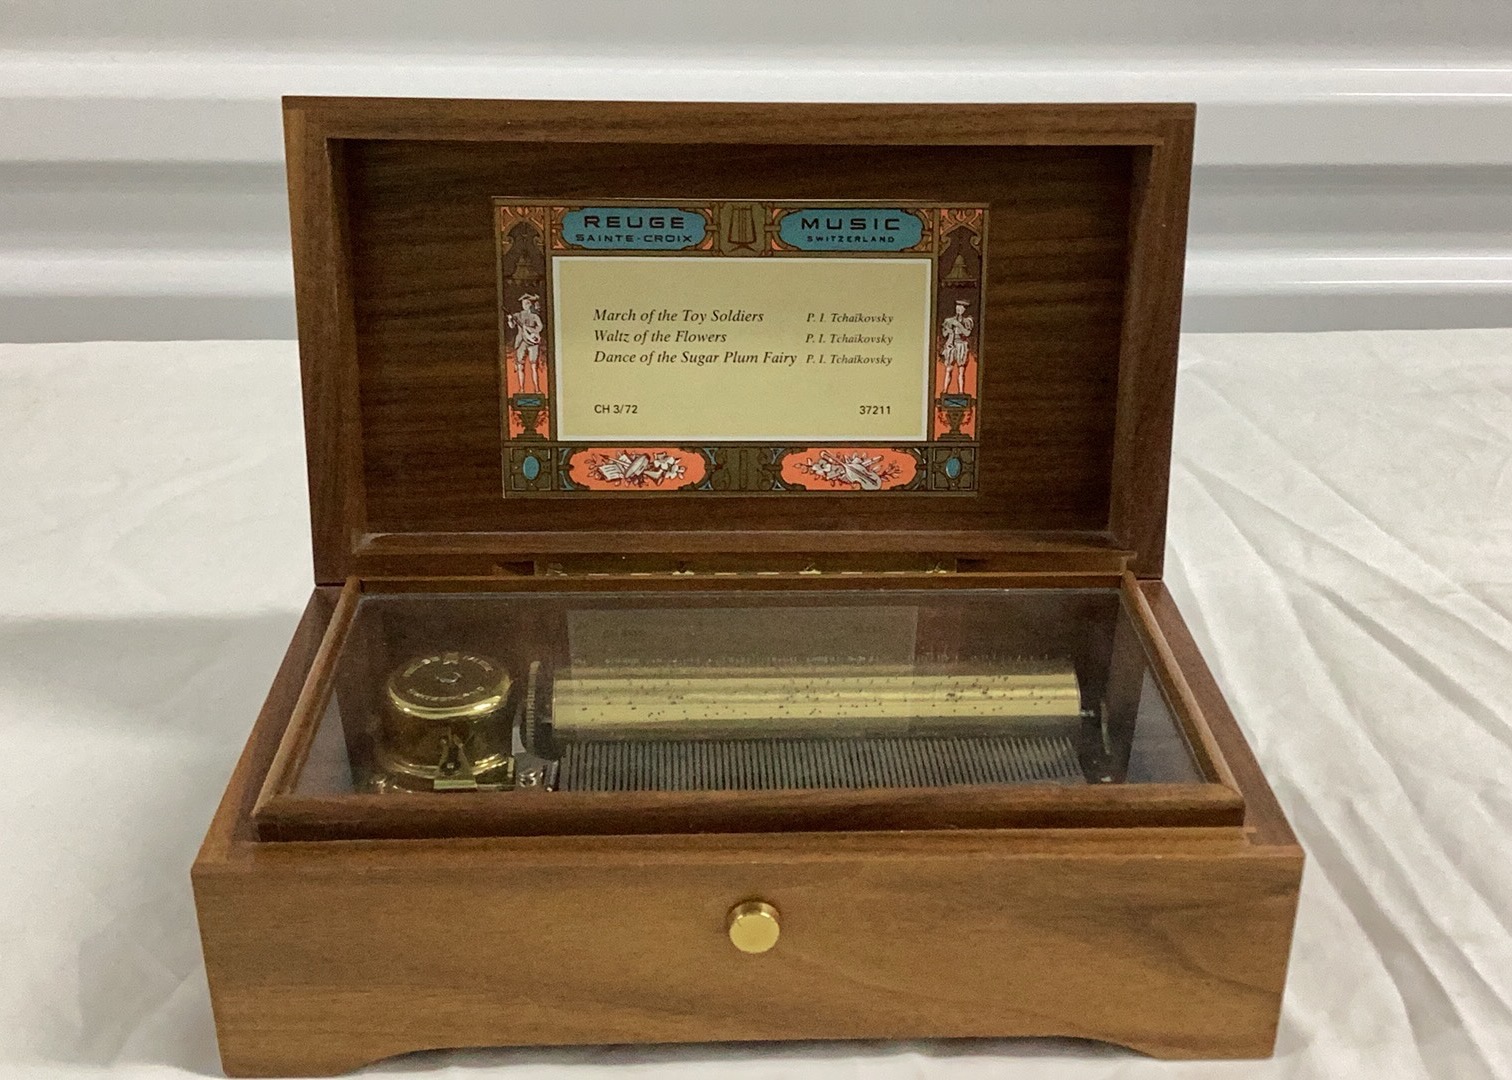 REUGE MUSIC
SAINTE-CROIX SWITZERLAND
March of the Toy Soldiers P. I. Tchaïkovsky
Waltz of the Flowers P. I. Tchaïkovsky
Dance of the Sugar Plum Fairy P. I. Tchaïkovsky
CH 3/72 37211